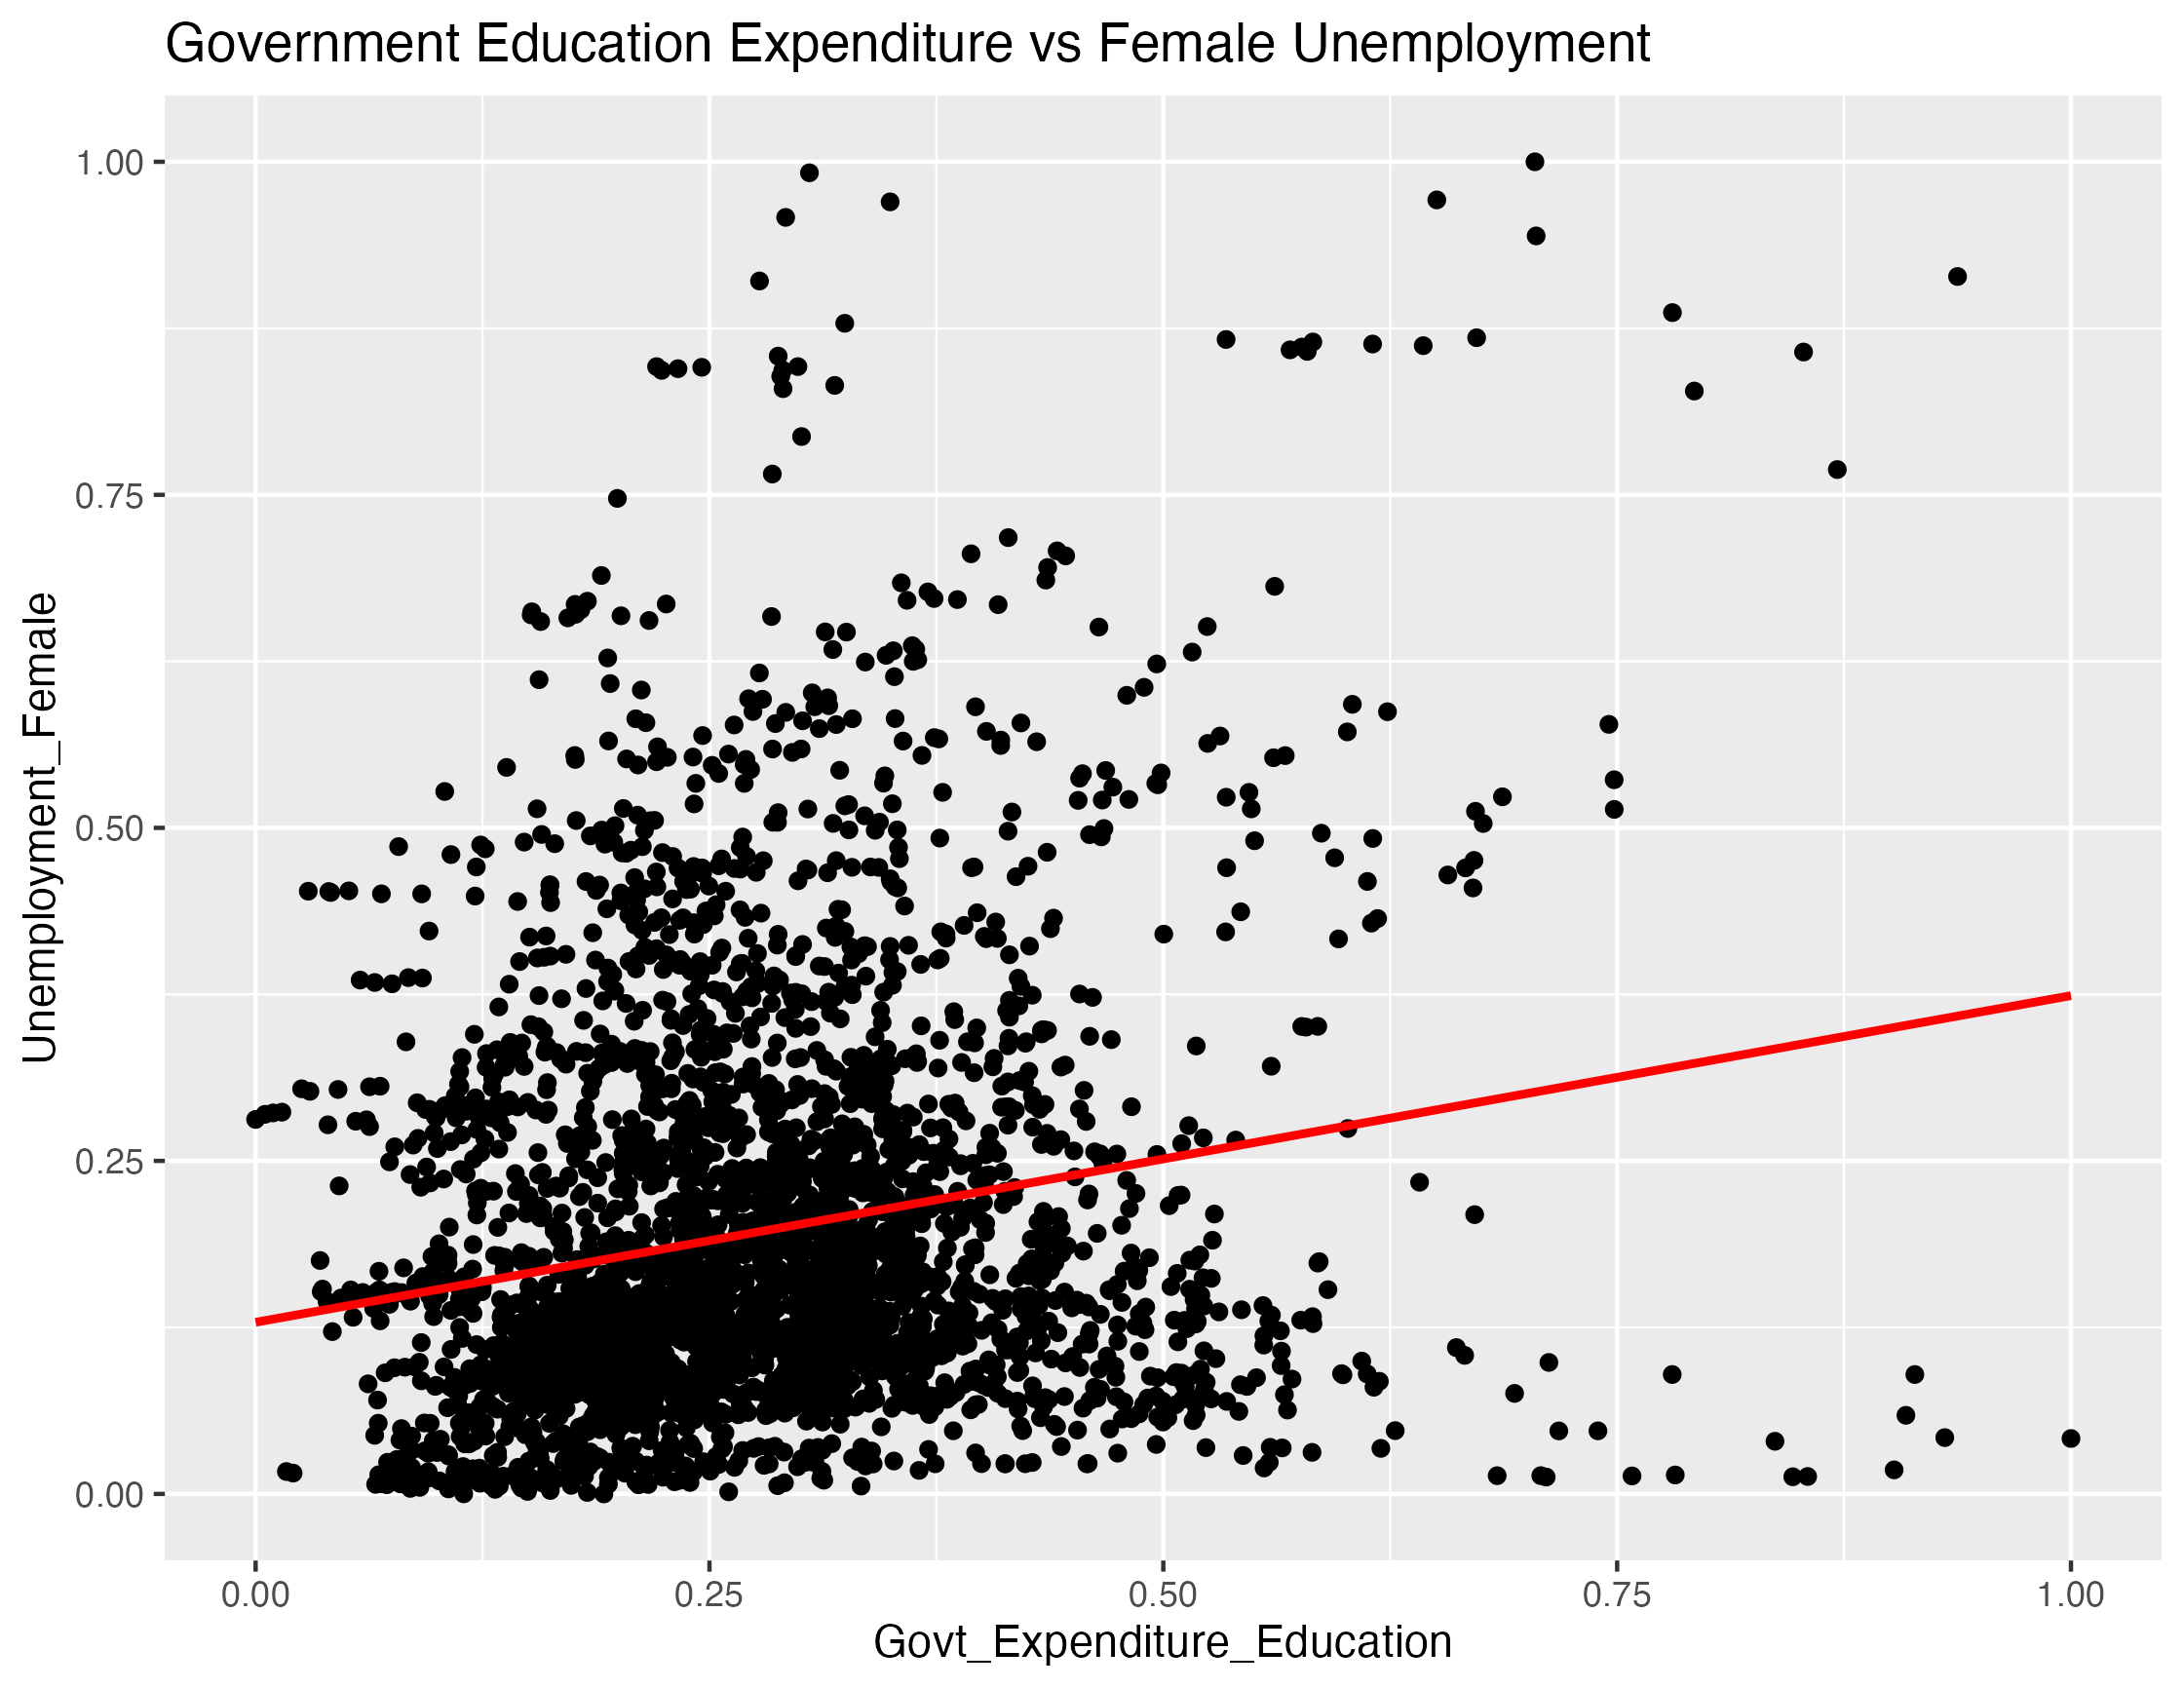 Government Education Expenditure vs Female Unemployment
1.00
0.75
0.50
0.25
0.00
Unemployment_Female
0.00 0.25 0.50 0.75 1.00
Govt_Expenditure_Education